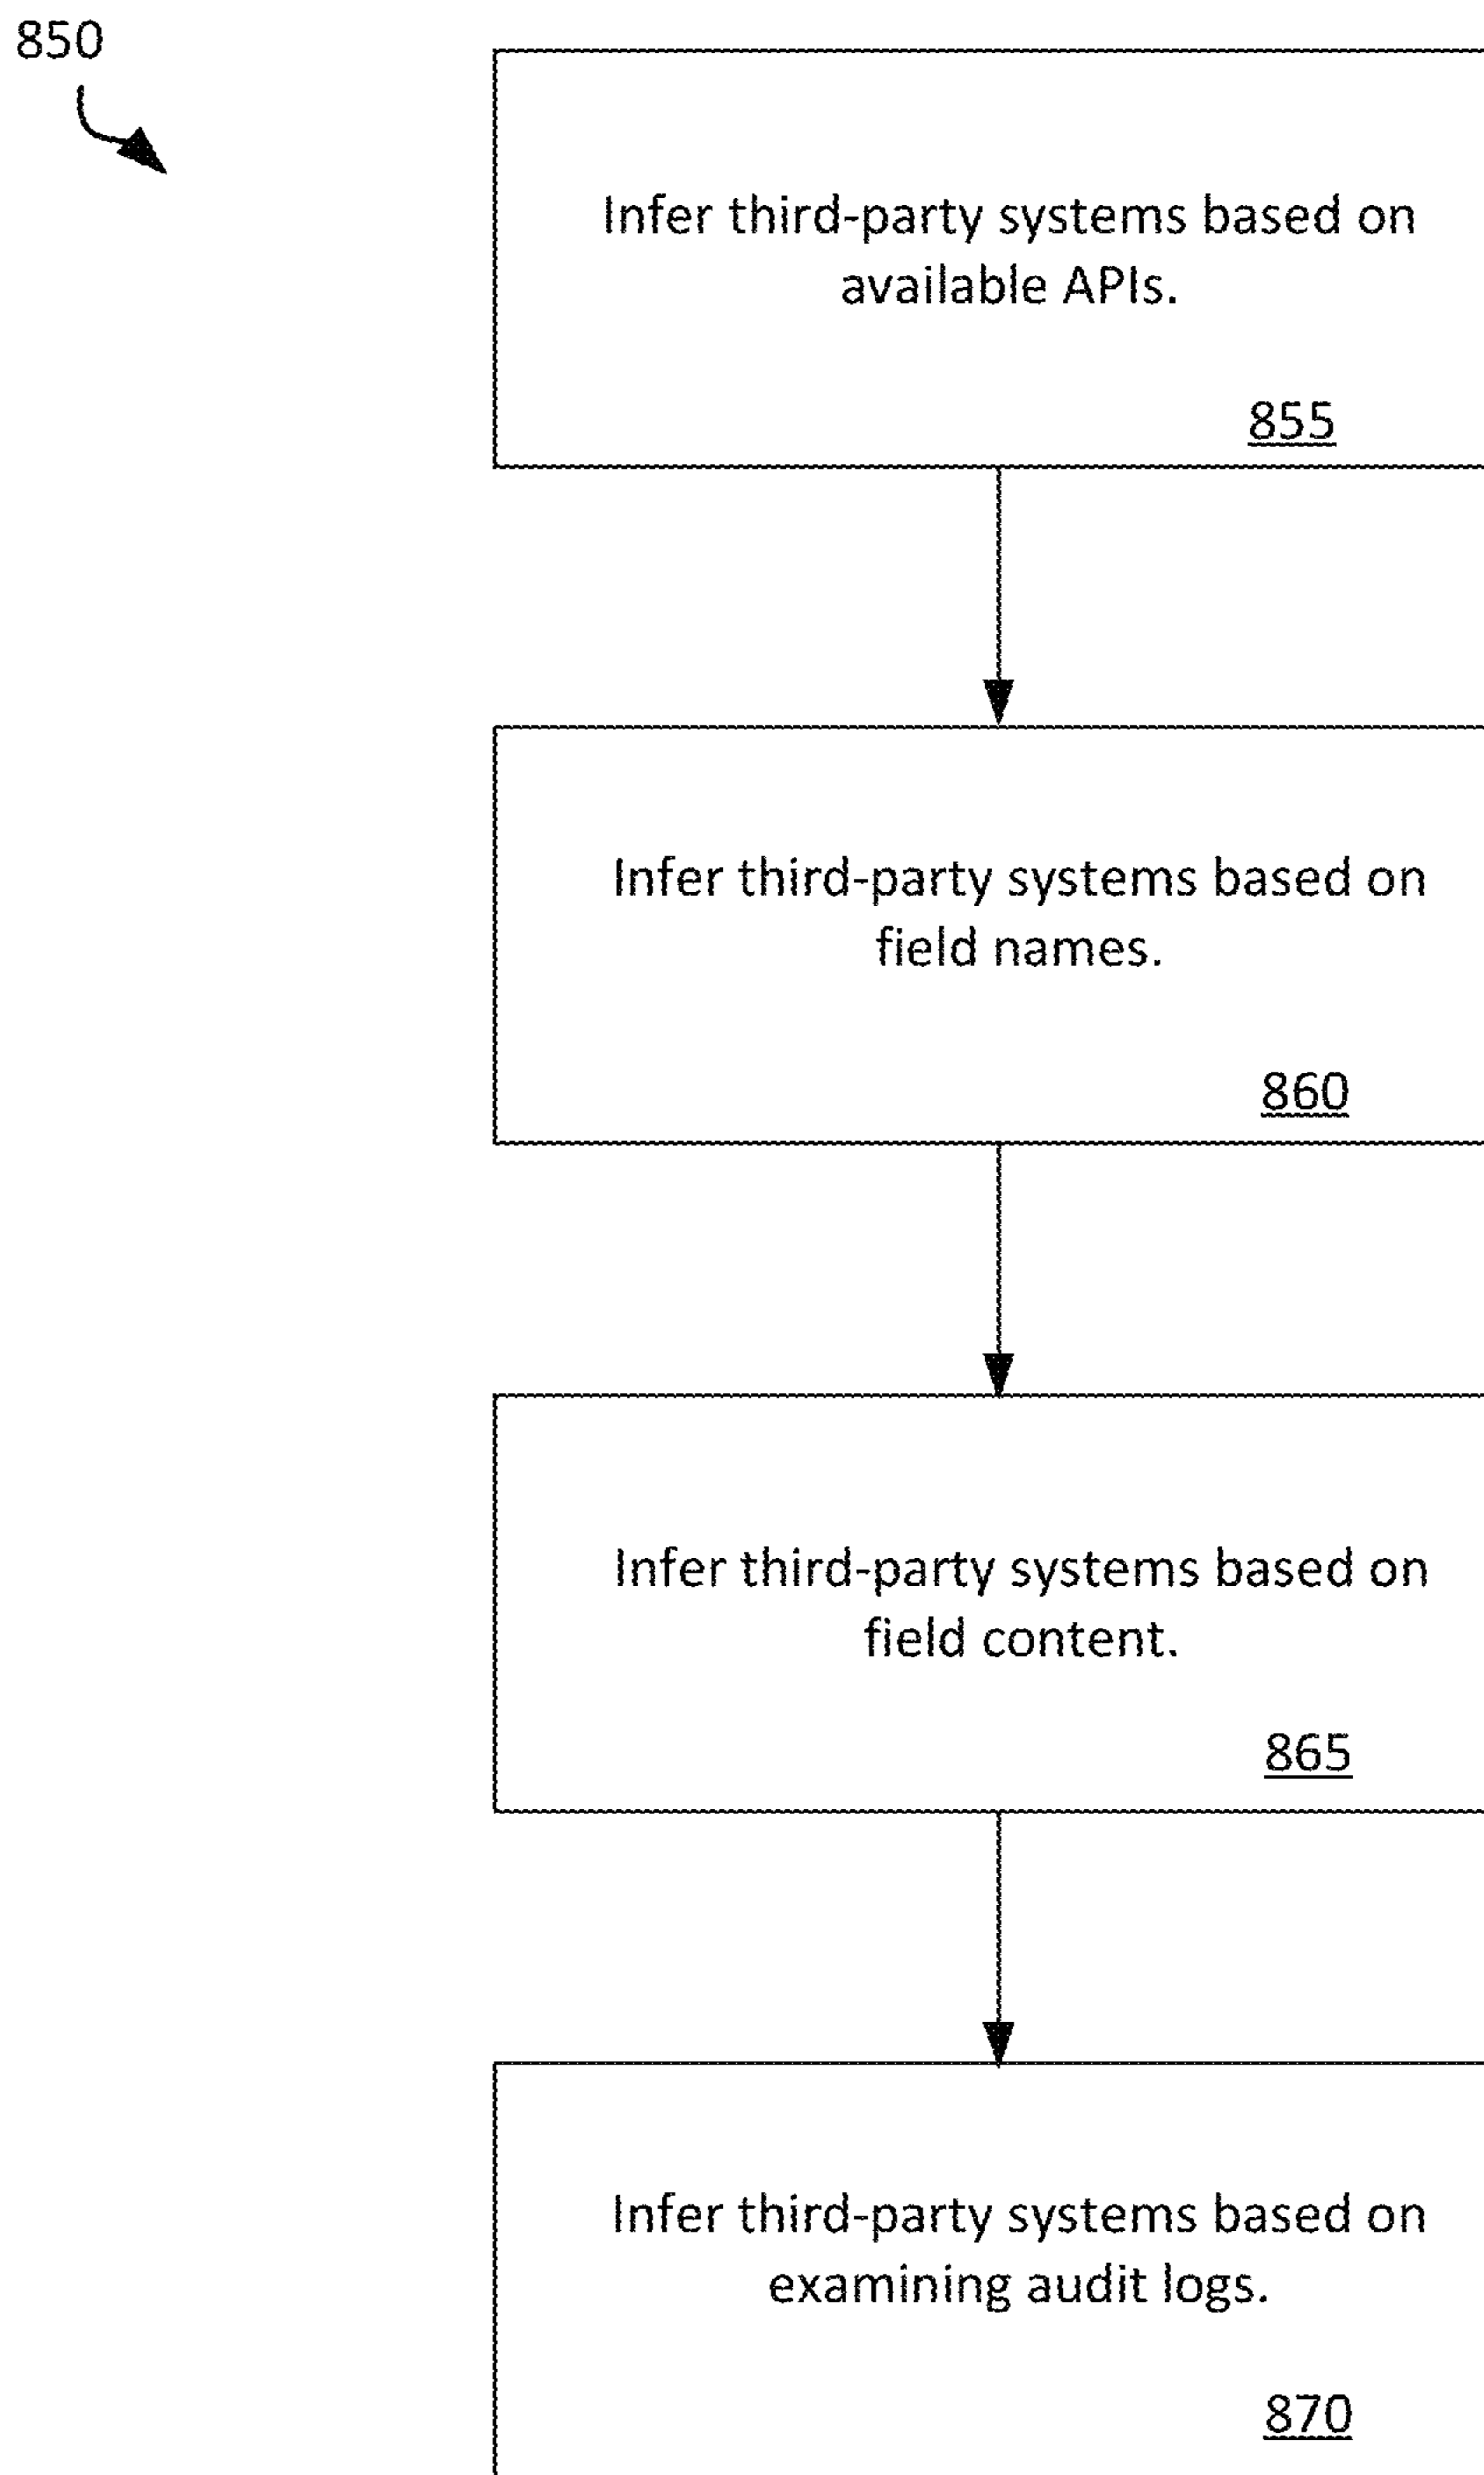 850
Infer third-party systems based on
available APIs.
855
Infer third-party systems based on
field names.
860
Infer third-party systems based on
field content.
865
Infer third-party systems based on
examining audit logs.
870